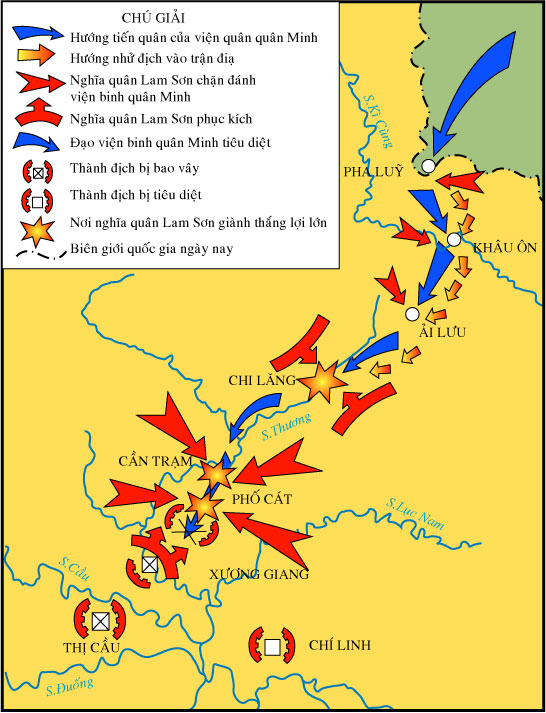 CHÚ GIẢI
Hướng tiến quân của viện quân quân Minh
Hướng nhử địch vào trận điạ
Nghĩa quân Lam Sơn chặn đánh
viện binh quân Minh
Nghĩa quân Lam Sơn phục kích
Đạo viện binh quân Minh tiêu diệt
Thành địch bị bao vây
Thành địch bị tiêu diệt
Nơi nghĩa quân Lam Sơn giành thắng lợi lớn
Biên giới quốc gia ngày nay
S.Kì Cùng
PHA LUỸ
KHÂU ÔN
ẢI LƯU
CHI LĂNG
S.Thương
CẦN TRẠM
PHỐ CÁT
S.Lục Nam
XƯƠNG GIANG
S.Cầu
THỊ CẦU
CHÍ LINH
S.Đuống